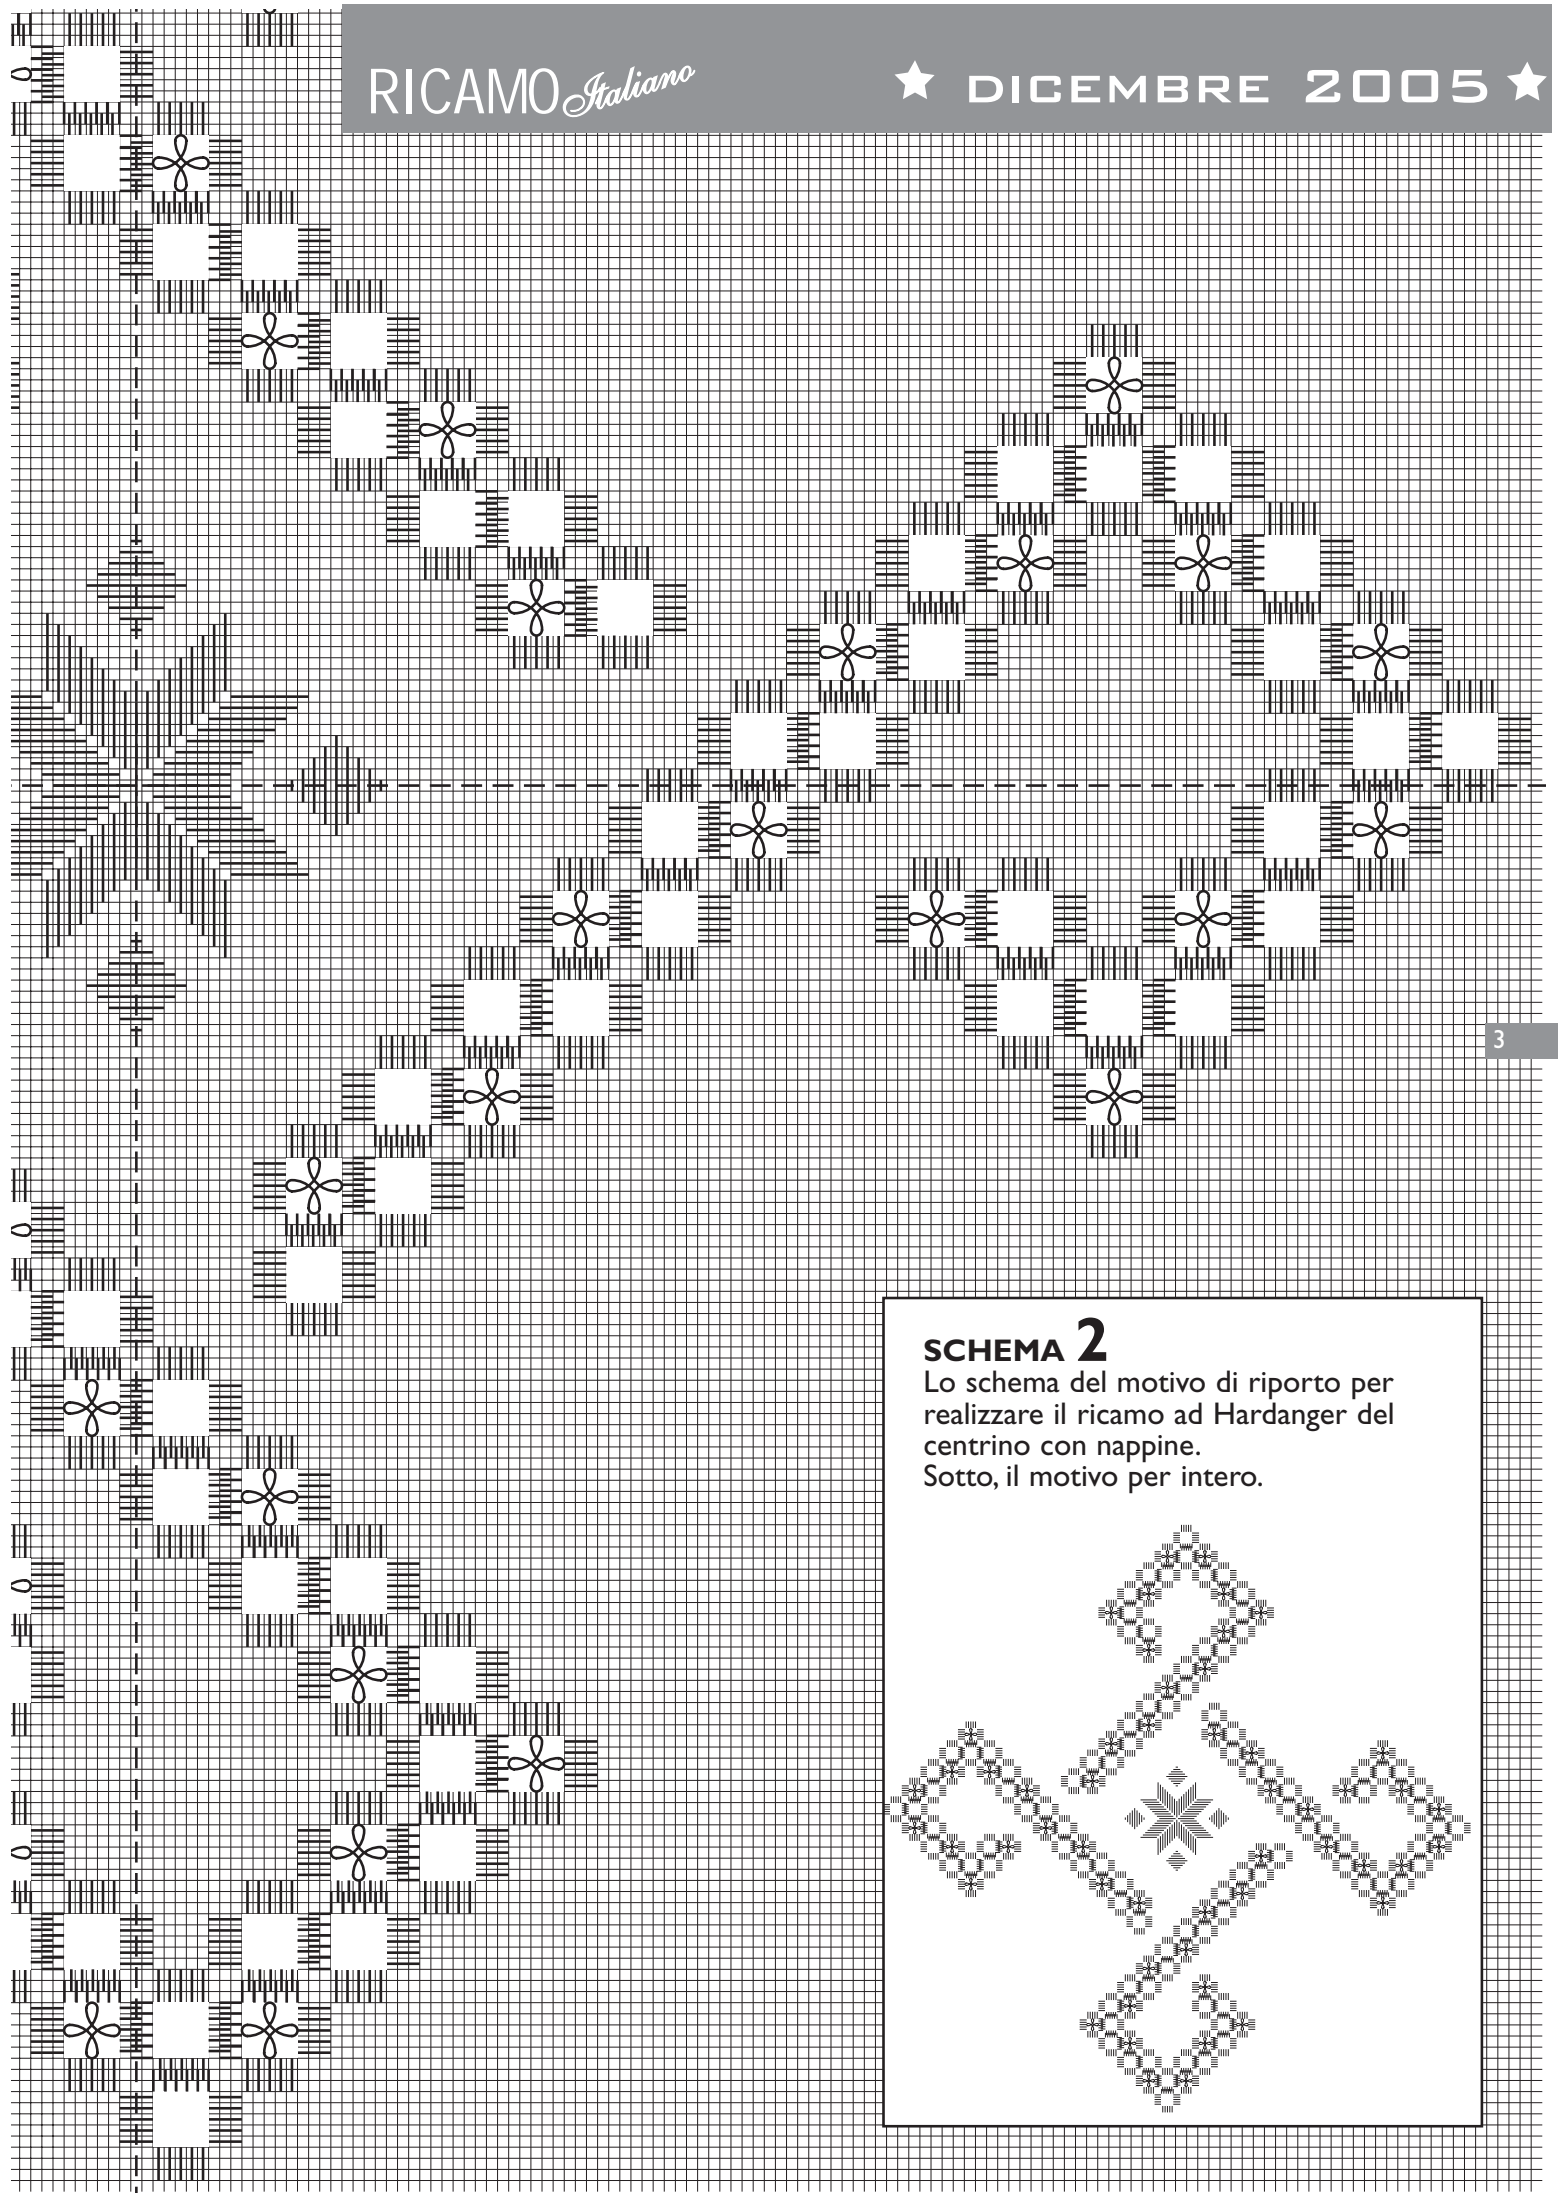 RICAMO Italiano
DICEMBRE 2005
3
SCHEMA 2
Lo schema del motivo di riporto per
realizzare il ricamo ad Hardanger del
centrino con nappine.
Sotto, il motivo per intero.